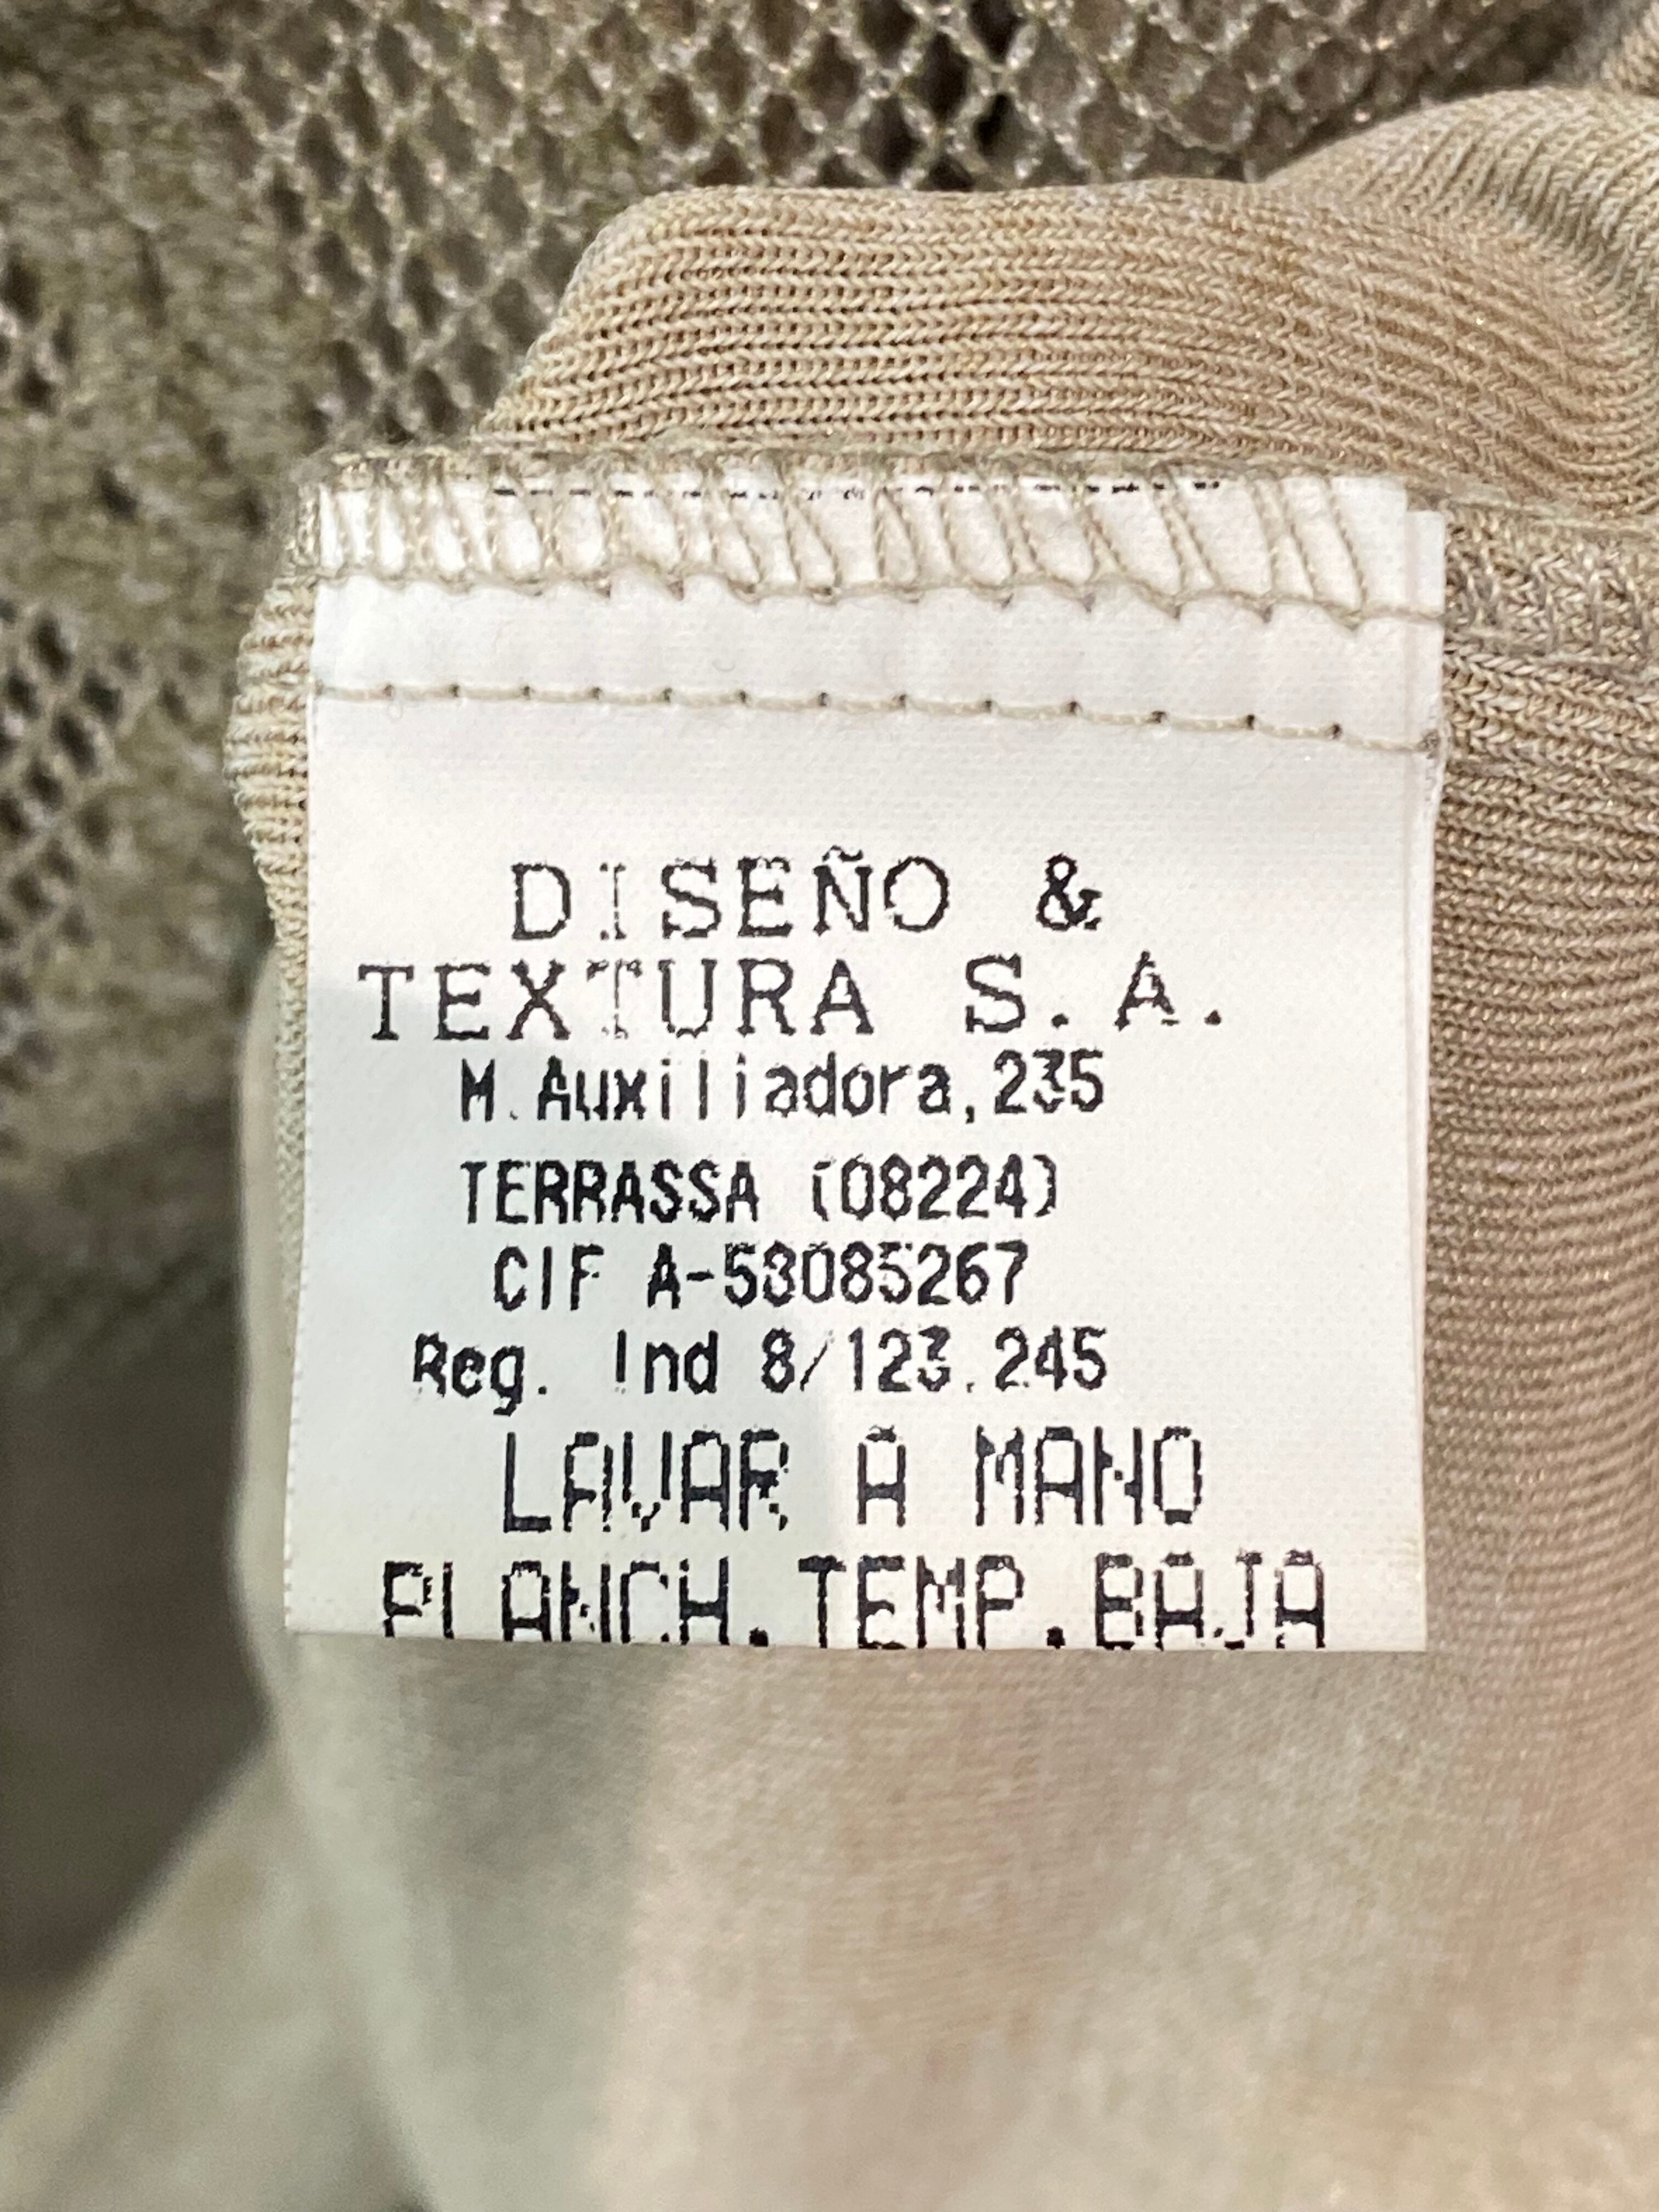 DISEÑO &
TEXTURA S.A.
M.Auxiliadora,235
TERRASSA (08224)
CIF A-58085267
Reg. Ind 8/123.245
LAVAR A MANO
PLANCH.TEMP.BAJA